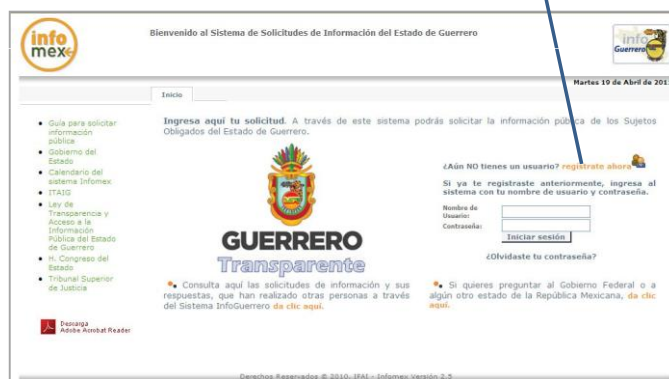 info
mex
Bienvenido al Sistema de Solicitudes de Información del Estado de Guerrero
info
Guerrero
Martes 19 de Abril de 201
Inicio
Guía para solicitar
información
pública
Gobierno del
Estado
Calendario del
sistema Infomex
ITAIG
Ley de
Transparencia y
Acceso a la
Información
Pública del Estado
de Guerrero
H. Congreso del
Estado
Tribunal Superior
de Justicia
Descarga
Adobe Acrobat Reader
Ingresa aquí tu solicitud. A través de este sistema podrás solicitar la información pública de los Sujetos
Obligados del Estado de Guerrero.
GUERRERO
Transparente
¿Aún NO tienes un usuario? registrate ahora
Si ya te registraste anteriormente, ingresa al
sistema con tu nombre de usuario y contraseña.
Nombre de
Usuario:
Contraseña:
Iniciar sesión
¿Olvidaste tu contraseña?
Consulta aquí las solicitudes de información y sus
respuestas, que han realizado otras personas a través
del Sistema InfoGuerrero da clic aquí.
Si quieres preguntar al Gobierno Federal o a
algún otro estado de la República Mexicana, da clic
aquí.
Derechos Reservados © 2010, IFAI - Infomex Versión 2.5